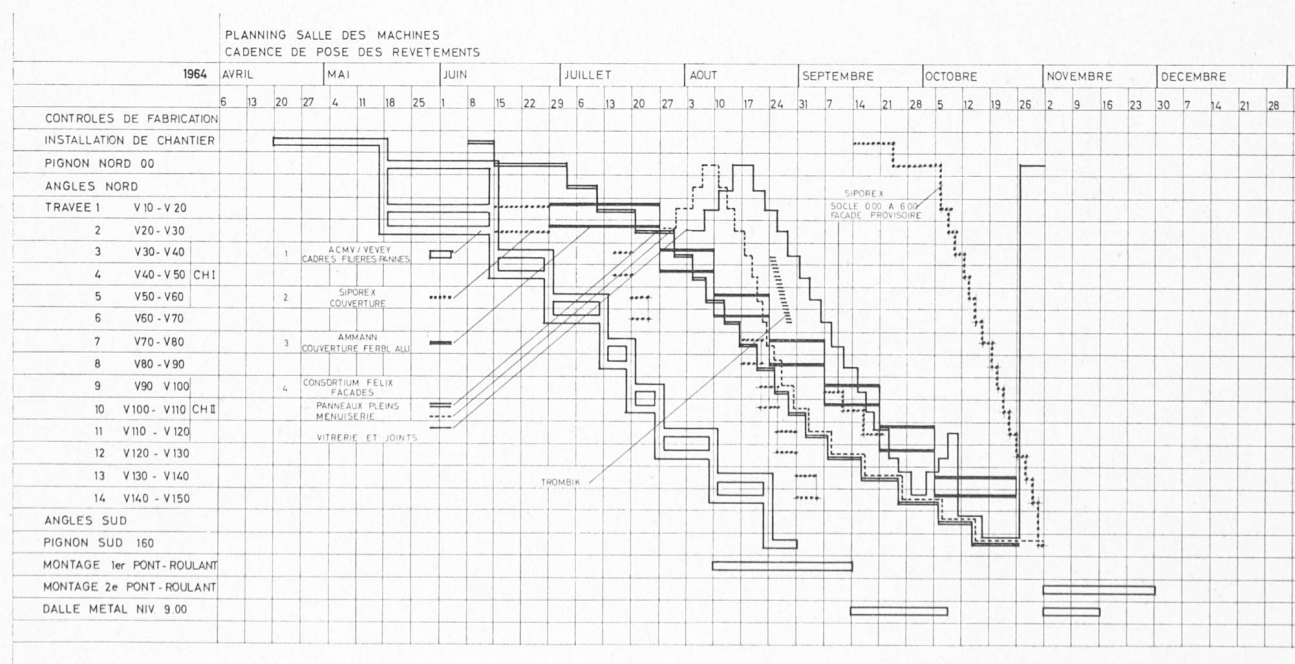 PLANNING SALLE DES MACHINES
CADENCE DE POSE DES REVETEMENTS
1964 AVRIL MAI JUIN JUILLET AOUT SEPTEMBRE OCTOBRE NOVEMBRE DECEMBRE
6 13 20 27 4 11 18 25 1 8 15 22 29 6 13 20 27 3 10 17 24 31 7 14 21 28 5 12 19 26 2 9 16 23 30 7 14 21 28
CONTROLES DE FABRICATION
INSTALLATION DE CHANTIER
PIGNON NORD 00
ANGLES NORD
SIPOREX
SOCLE 0.00 A 6.00
FACADE PROVISOIRE
TRAVEE 1 V 10 - V 20
2 V20 - V30
3 V30 - V40
1 ACMV / VEVEY
CADRES FILIERES PANNES
4 V40 - V50 CH I
5 V50 - V60
2 SIPOREX
COUVERTURE
6 V60 - V70
7 V70 - V80
3 AMMANN
COUVERTURE FERBL ALU
8 V80 - V90
9 V90 V100
4 CONSORTIUM FELIX
FACADES
10 V100 - V110 CH II
PANNEAUX PLEINS
MENUISERIE
11 V110 - V120
VITRERIE ET JOINTS
12 V120 - V130
13 V130 - V140
TROMBIK
14 V140 - V150
ANGLES SUD
PIGNON SUD 160
MONTAGE 1er PONT-ROULANT
MONTAGE 2e PONT-ROULANT
DALLE METAL NIV. 9.00